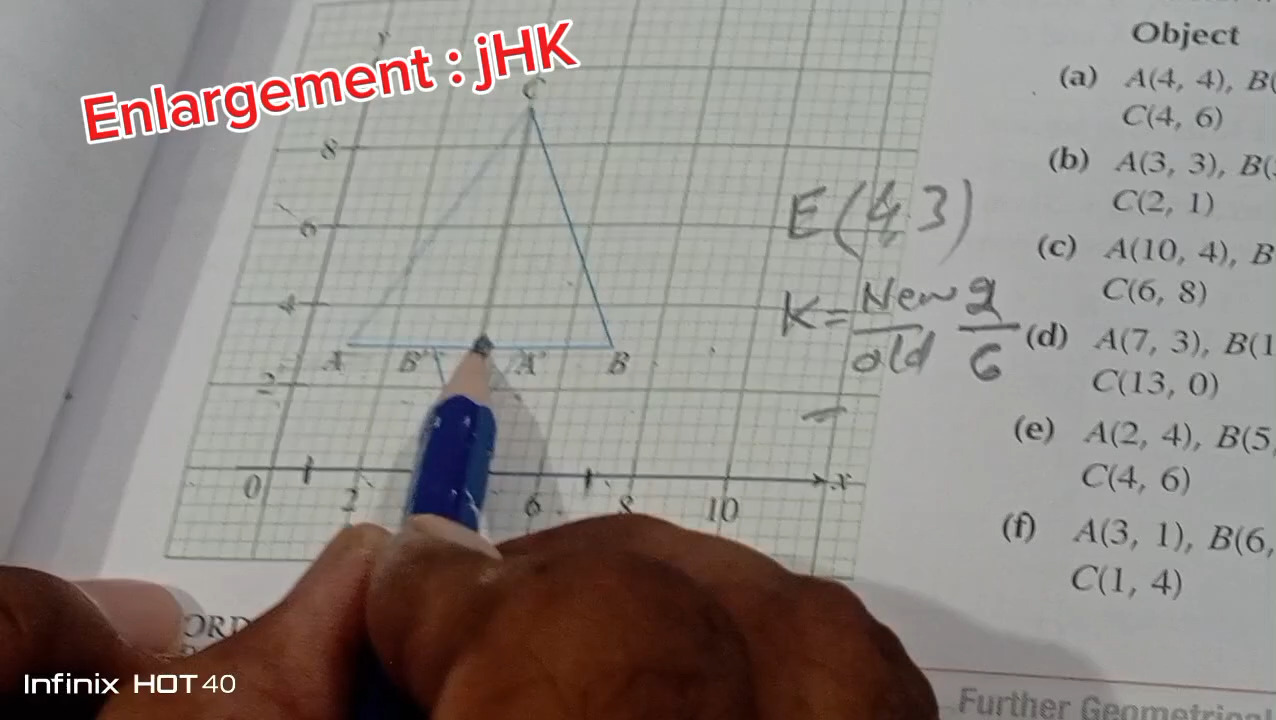 Enlargement : jHK
y
C
8
6
4
A B' A' B
2
0 2 6 8 10 x
E(4,3)
K= New 2
old 6
Object
(a) A(4, 4), B(
C(4, 6)
(b) A(3, 3), B(
C(2, 1)
(c) A(10, 4), B
C(6, 8)
(d) A(7, 3), B(1
C(13, 0)
(e) A(2, 4), B(5,
C(4, 6)
(f) A(3, 1), B(6,
C(1, 4)
Further Geometrical
Infinix HOT 40